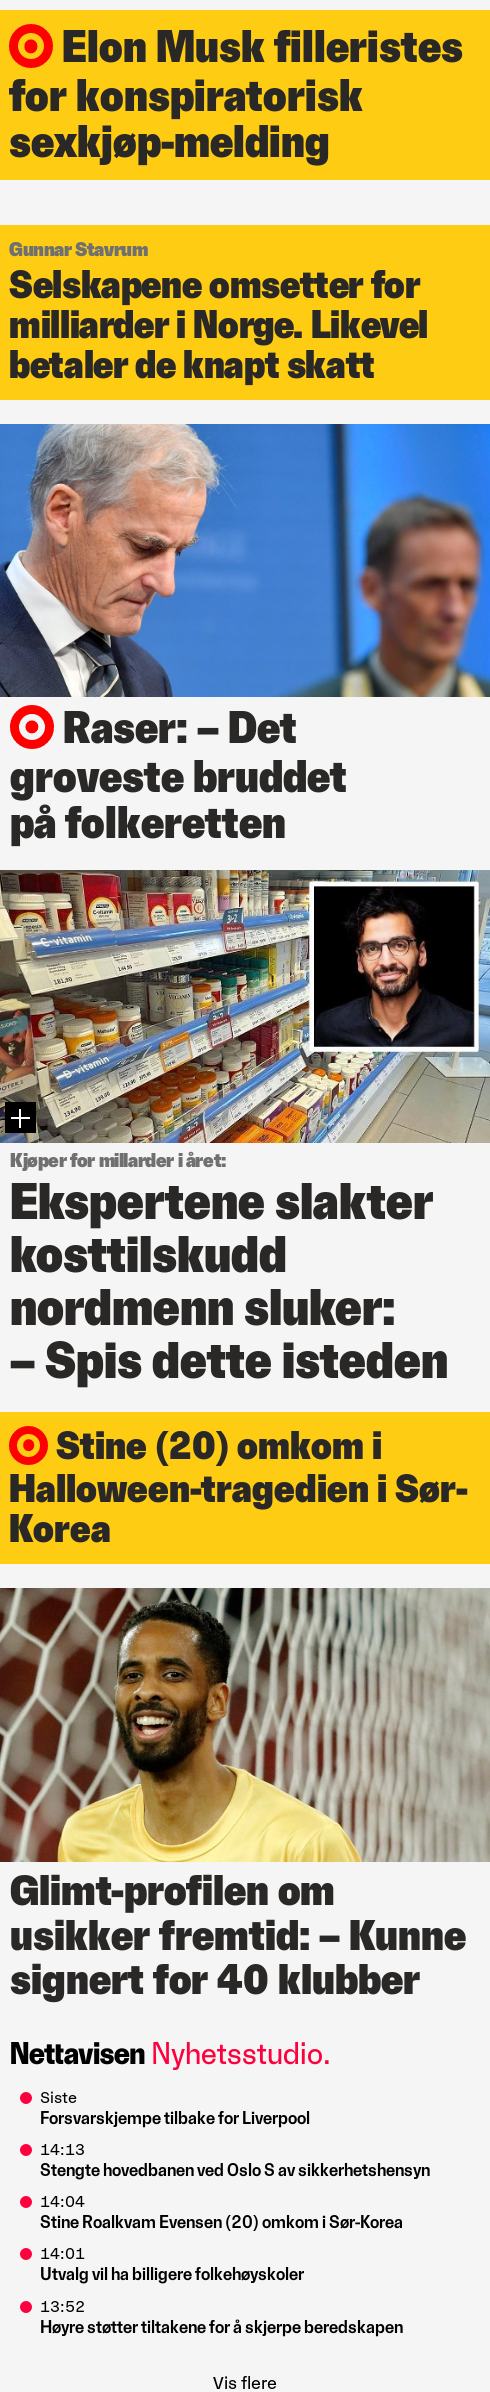 Elon Musk filleristes
for konspiratorisk
sexkjøp-melding
Gunnar Stavrum
Selskapene omsetter for
milliarder i Norge. Likevel
betaler de knapt skatt
Raser: – Det
groveste bruddet
på folkeretten
C-vitamin
D-vitamin
Kjøper for millarder i året:
Ekspertene slakter
kosttilskudd
nordmenn sluker:
– Spis dette isteden
Stine (20) omkom i
Halloween-tragedien i Sør-
Korea
Glimt-profilen om
usikker fremtid: – Kunne
signert for 40 klubber
Nettavisen Nyhetsstudio.
Siste
Forsvarskjempe tilbake for Liverpool
14:13
Stengte hovedbanen ved Oslo S av sikkerhetshensyn
14:04
Stine Roalkvam Evensen (20) omkom i Sør-Korea
14:01
Utvalg vil ha billigere folkehøyskoler
13:52
Høyre støtter tiltakene for å skjerpe beredskapen
Vis flere